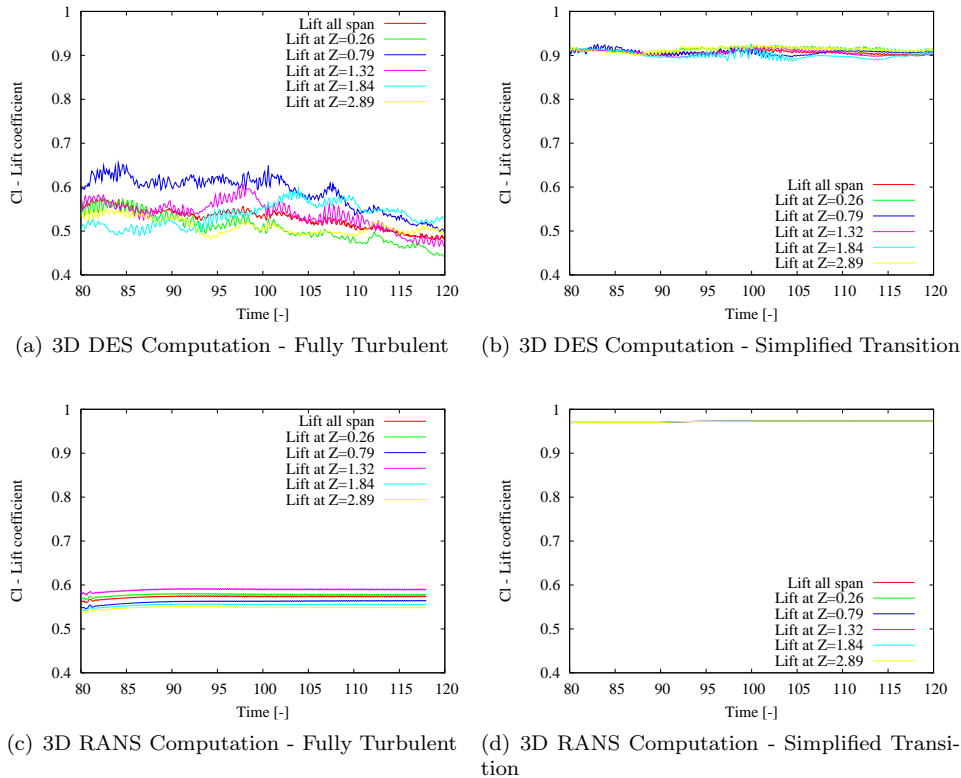 1
0.9
0.8
0.7
0.6
0.5
0.4
Cl - Lift coefficient
80 85 90 95 100 105 110 115 120
Time [-]
Lift all span
Lift at Z=0.26
Lift at Z=0.79
Lift at Z=1.32
Lift at Z=1.84
Lift at Z=2.89
(a) 3D DES Computation - Fully Turbulent
1
0.9
0.8
0.7
0.6
0.5
0.4
Cl - Lift coefficient
80 85 90 95 100 105 110 115 120
Time [-]
Lift all span
Lift at Z=0.26
Lift at Z=0.79
Lift at Z=1.32
Lift at Z=1.84
Lift at Z=2.89
(b) 3D DES Computation - Simplified Transition
1
0.9
0.8
0.7
0.6
0.5
0.4
Cl - Lift coefficient
80 85 90 95 100 105 110 115 120
Time [-]
Lift all span
Lift at Z=0.26
Lift at Z=0.79
Lift at Z=1.32
Lift at Z=1.84
Lift at Z=2.89
(c) 3D RANS Computation - Fully Turbulent
1
0.9
0.8
0.7
0.6
0.5
0.4
Cl - Lift coefficient
80 85 90 95 100 105 110 115 120
Time [-]
Lift all span
Lift at Z=0.26
Lift at Z=0.79
Lift at Z=1.32
Lift at Z=1.84
Lift at Z=2.89
(d) 3D RANS Computation - Simplified Transi-
tion